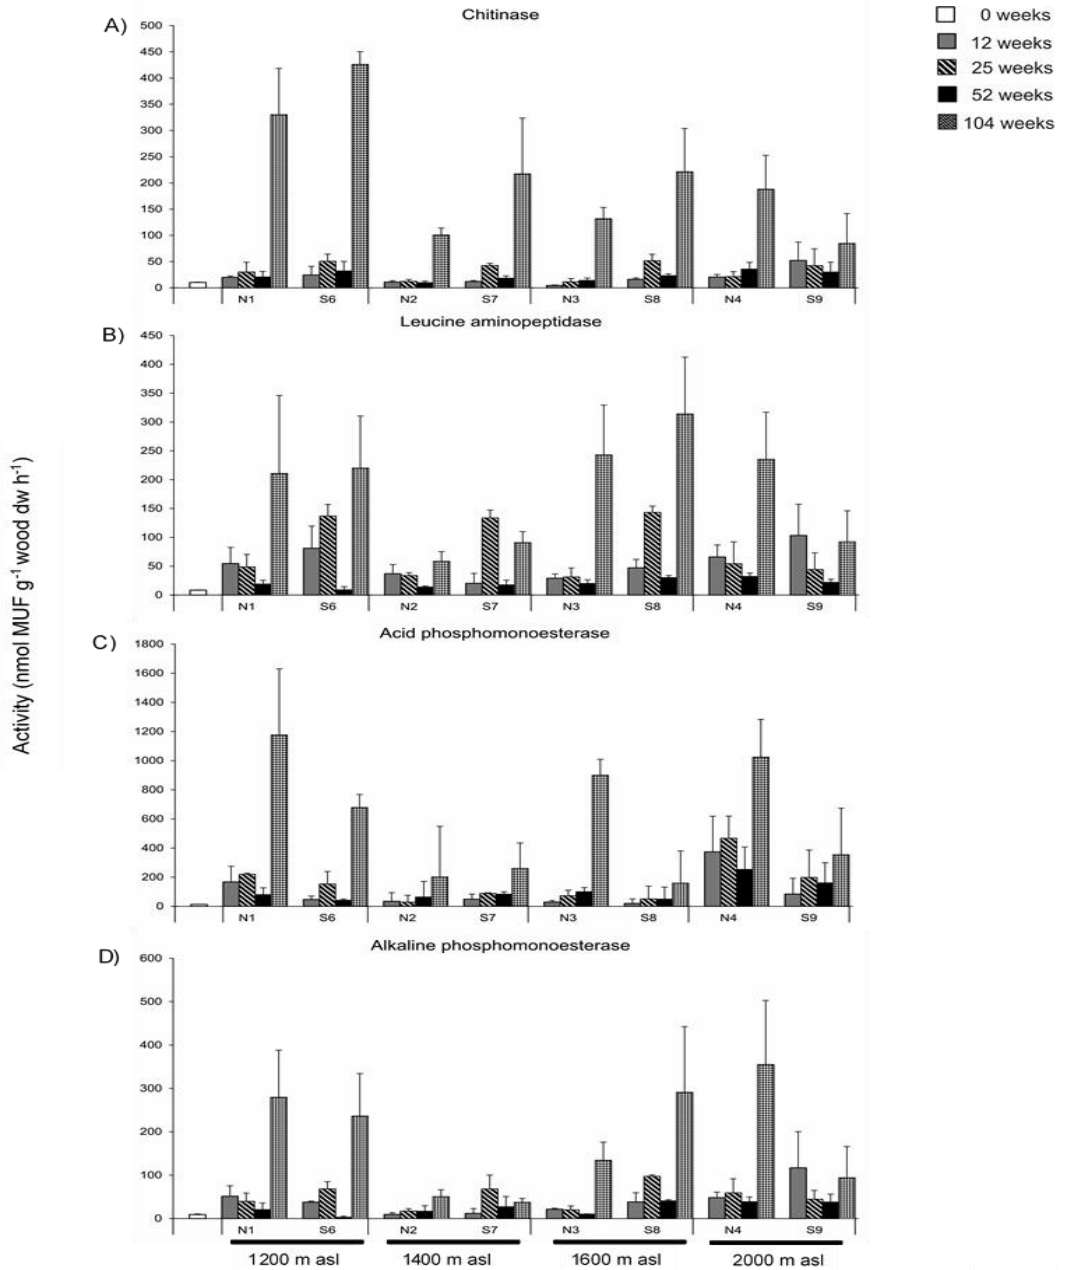 Chitinase
A)
500
450
400
350
300
250
200
150
100
50
0
N1 S6 N2 S7 N3 S8 N4 S9
0 weeks
12 weeks
25 weeks
52 weeks
104 weeks
Leucine aminopeptidase
B)
450
400
350
300
250
200
150
100
50
0
N1 S6 N2 S7 N3 S8 N4 S9
Activity (nmol MUF g⁻¹ wood dw h⁻¹)
Acid phosphomonoesterase
C)
1800
1600
1400
1200
1000
800
600
400
200
0
N1 S6 N2 S7 N3 S8 N4 S9
Alkaline phosphomonoesterase
D)
600
500
400
300
200
100
0
N1 S6 N2 S7 N3 S8 N4 S9
1200 m asl 1400 m asl 1600 m asl 2000 m asl